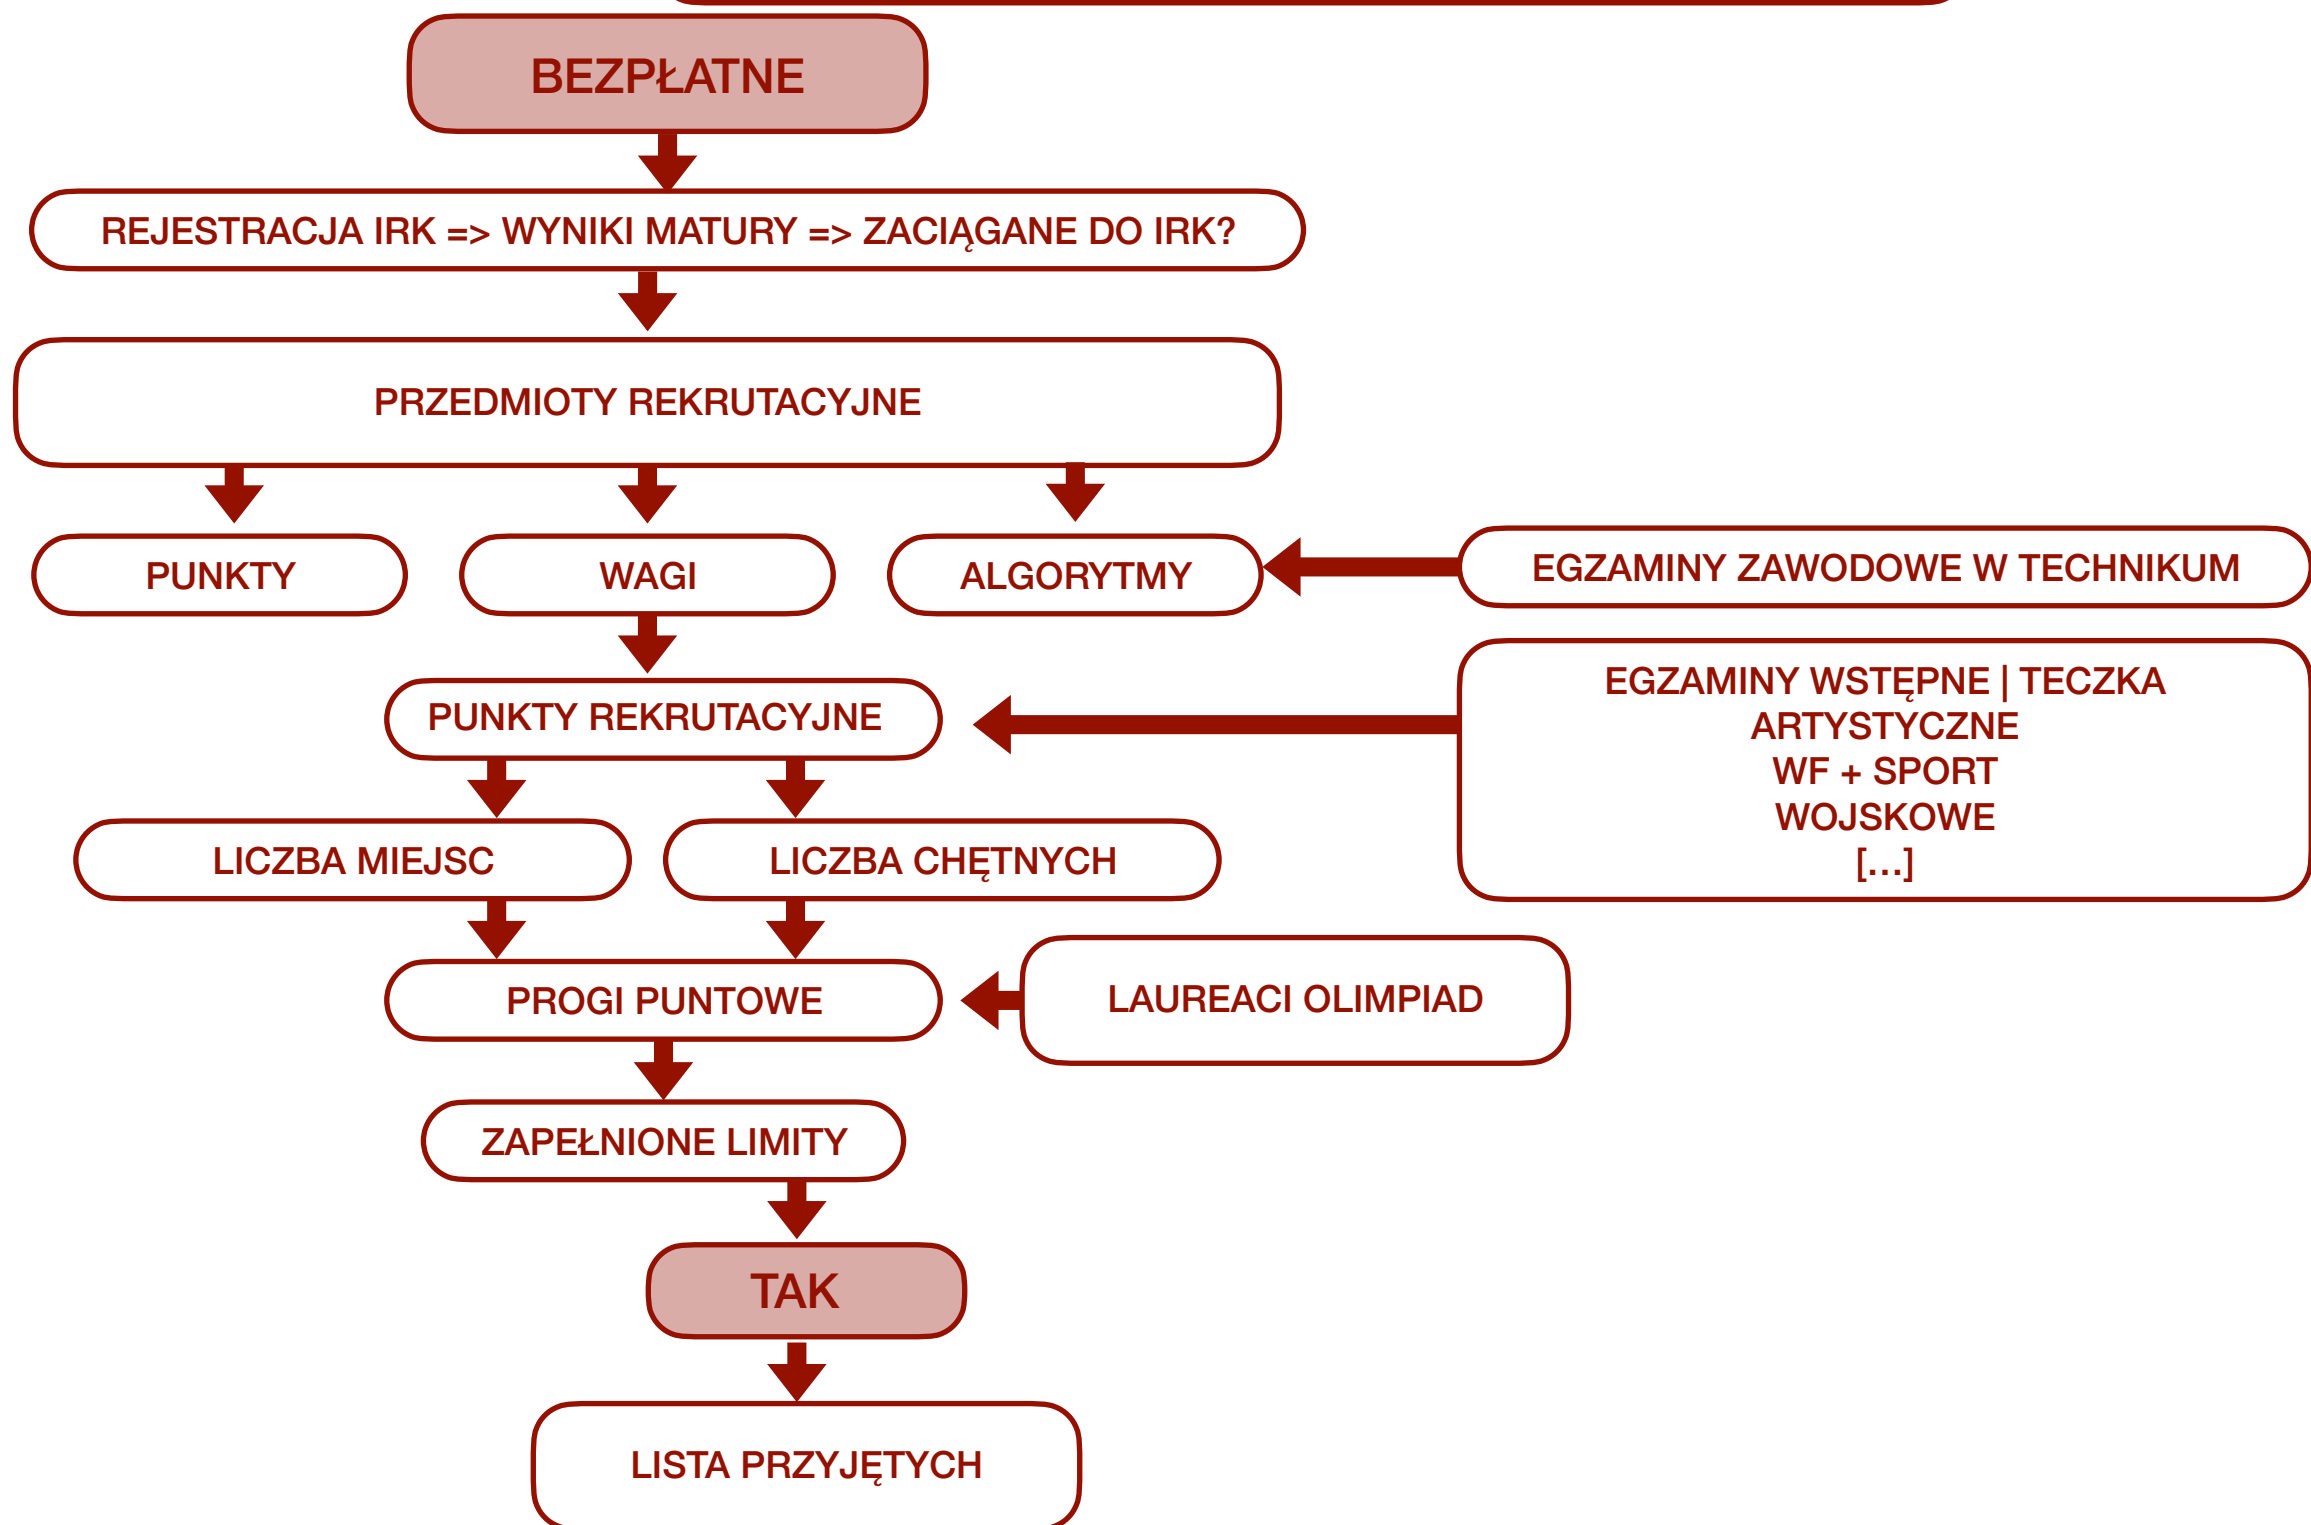 BEZPŁATNE
REJESTRACJA IRK => WYNIKI MATURY => ZACIĄGANE DO IRK?
PRZEDMIOTY REKRUTACYJNE
PUNKTY
WAGI
ALGORYTMY
EGZAMINY ZAWODOWE W TECHNIKUM
EGZAMINY WSTĘPNE | TECZKA
ARTYSTYCZNE
WF + SPORT
WOJSKOWE
[…]
PUNKTY REKRUTACYJNE
LICZBA MIEJSC
LICZBA CHĘTNYCH
PROGI PUNTOWE
LAUREACI OLIMPIAD
ZAPEŁNIONE LIMITY
TAK
LISTA PRZYJĘTYCH